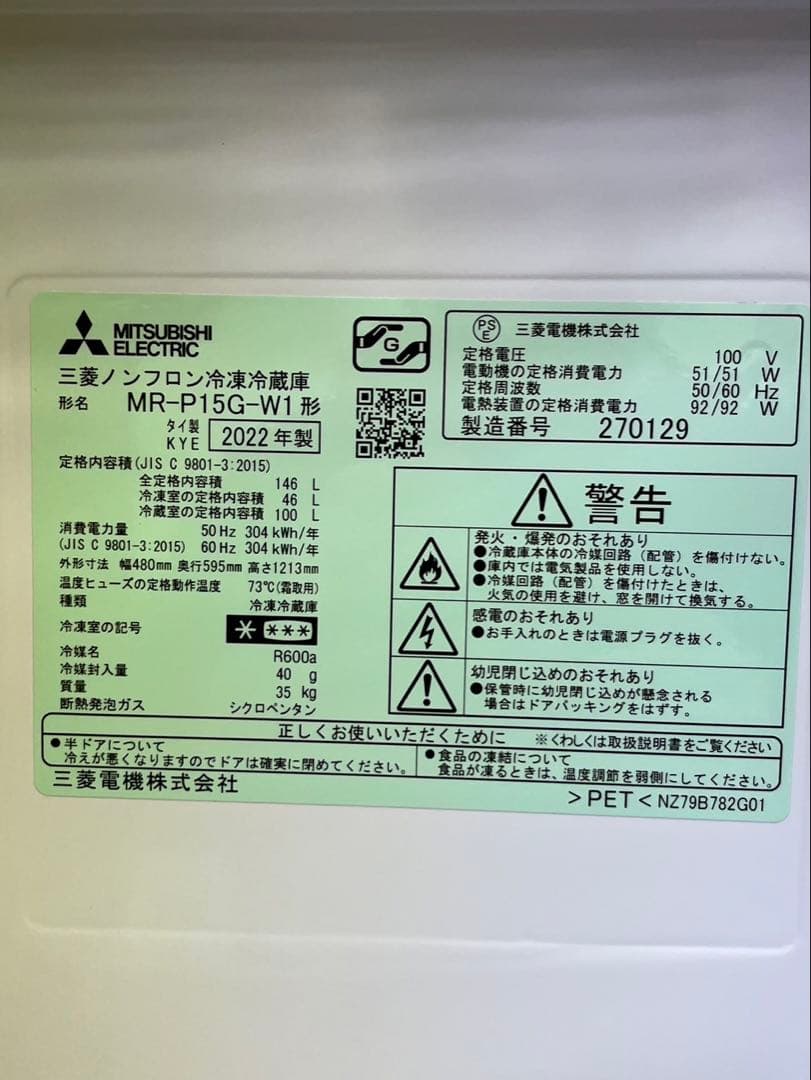 MITSUBISHI
ELECTRIC
三菱ノンフロン冷凍冷蔵庫
形名 MR-P15G-W1形
タイ製
KYE 2022年製
定格内容積(JIS C 9801-3:2015)
全定格内容積 146 L
冷凍室の定格内容積 46 L
冷蔵室の定格内容積 100 L
消費電力量 50Hz 304kWh/年
(JIS C 9801-3:2015) 60Hz 304kWh/年
外形寸法 幅480mm 奥行595mm 高さ1213mm
温度ヒューズの定格動作温度 73℃(霜取用)
種類 冷凍冷蔵庫
冷凍室の記号 * ***
冷媒名 R600a
冷媒封入量 40 g
質量 35 kg
断熱発泡ガス シクロペンタン
G
PS
E
三菱電機株式会社
定格電圧 100 V
電動機の定格消費電力 51/51 W
定格周波数 50/60 Hz
電熱装置の定格消費電力 92/92 W
製造番号 270129
警告
発火・爆発のおそれあり
●冷蔵庫本体の冷媒回路(配管)を傷付けない。
●庫内では電気製品を使用しない。
●冷媒回路(配管)を傷付けたときは、
火気の使用を避け、窓を開けて換気する。
感電のおそれあり
●お手入れのときは電源プラグを抜く。
幼児閉じ込めのおそれあり
●保管時に幼児閉じ込めが懸念される
場合はドアパッキングをはずす。
正しくお使いいただくために ※くわしくは取扱説明書をご覧ください
●半ドアについて
冷えが悪くなりますのでドアは確実に閉めてください。
●食品の凍結について
食品が凍るときは、温度調節を弱側にしてください。
三菱電機株式会社
>PET< NZ79B782G01